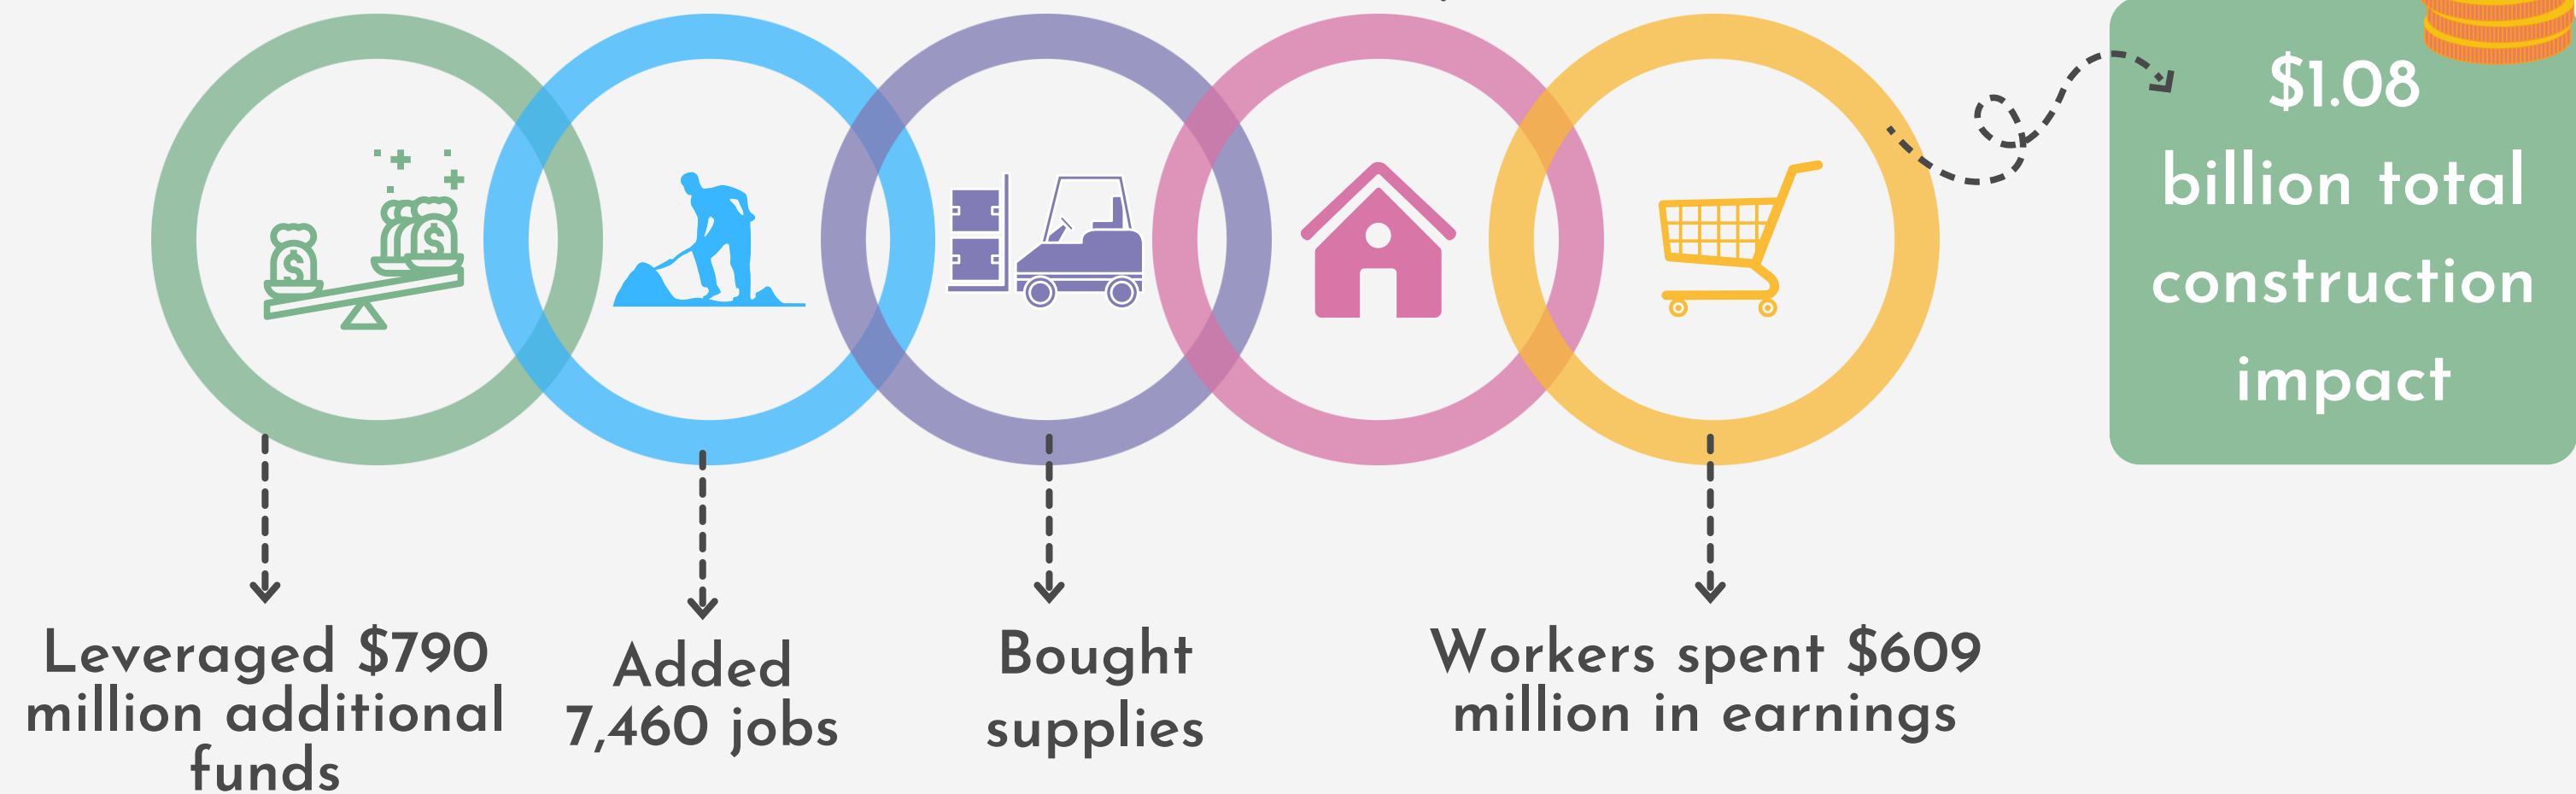 $1.08
billion total
construction
impact
Leveraged $790
million additional
funds
Added
7,460 jobs
Bought
supplies
Workers spent $609
million in earnings